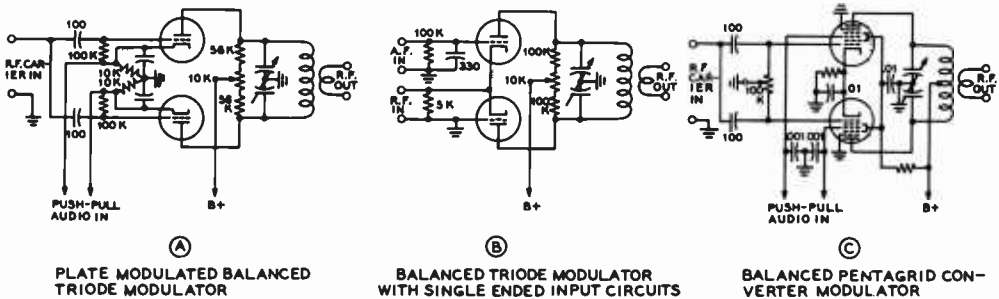 100
100K
R.F. CAR-
IER IN
10K
10K
100
100K
56K
10K
56
K
R.F.
OUT
PUSH-PULL
AUDIO IN
B+
A
PLATE MODULATED BALANCED
TRIODE MODULATOR
100K
A.F.
IN
330
R.F.
IN
5K
100K
10K
100
K
R.F.
OUT
B+
B
BALANCED TRIODE MODULATOR
WITH SINGLE ENDED INPUT CIRCUITS
100
R.F
CAR-
IER
IN
100
K
100
.01
.01
.001 .001
R.F.
OUT
PUSH-PULL
AUDIO IN
B+
C
BALANCED PENTAGRID CON-
VERTER MODULATOR